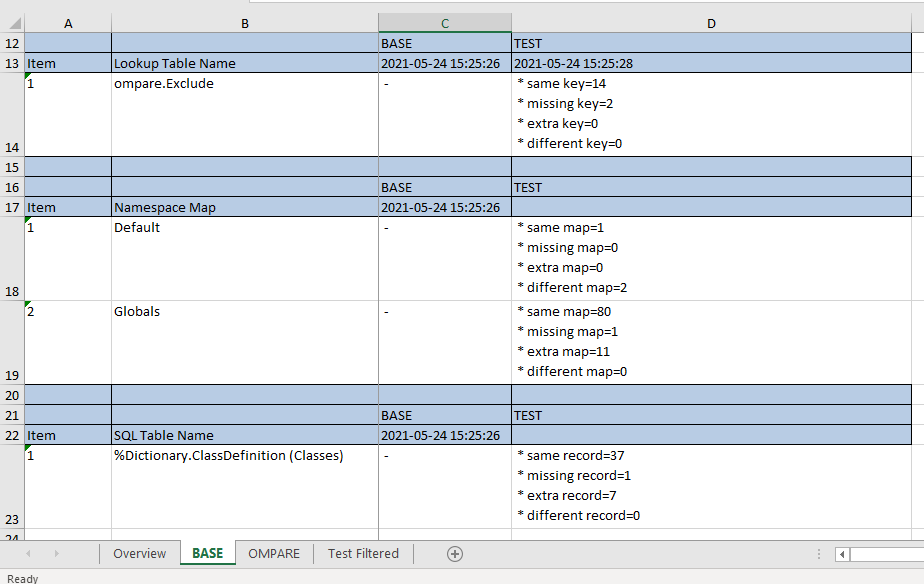 A B C D
12 BASE TEST
13 Item Lookup Table Name 2021-05-24 15:25:26 2021-05-24 15:25:28
1 ompare.Exclude - * same key=14
* missing key=2
* extra key=0
14 * different key=0
15
16 BASE TEST
17 Item Namespace Map 2021-05-24 15:25:26
1 Default - * same map=1
* missing map=0
* extra map=0
18 * different map=2
2 Globals - * same map=80
* missing map=1
* extra map=11
19 * different map=0
20
21 BASE TEST
22 Item SQL Table Name 2021-05-24 15:25:26
1 %Dictionary.ClassDefinition (Classes) - * same record=37
* missing record=1
* extra record=7
23 * different record=0
24
Overview BASE OMPARE Test Filtered
Ready